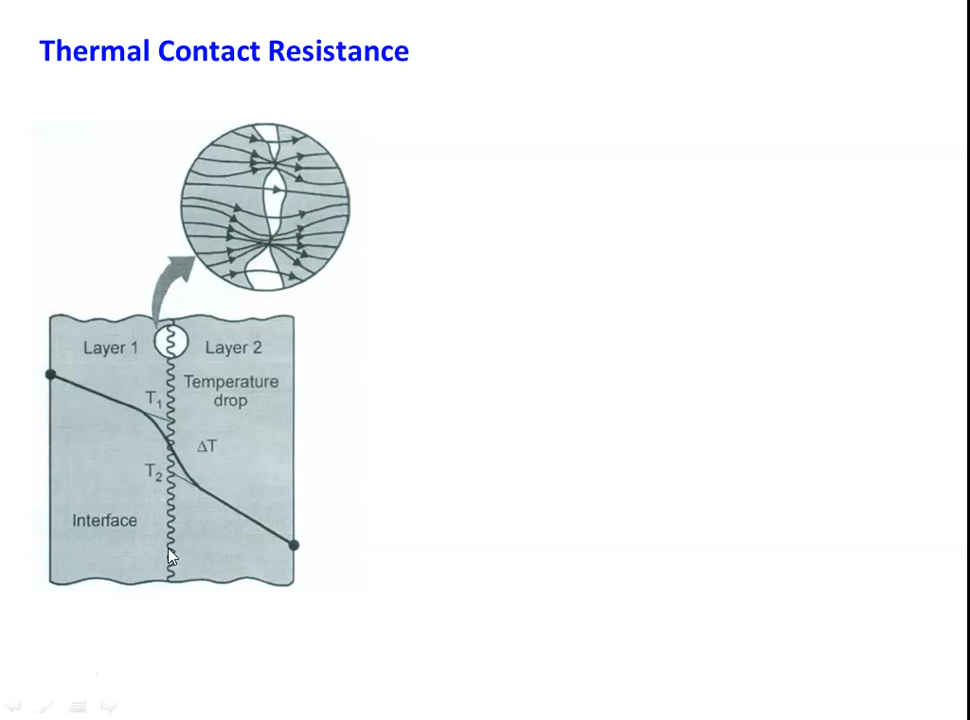 Thermal Contact Resistance
Layer 1
Layer 2
Temperature
drop
T1
ΔT
T2
Interface